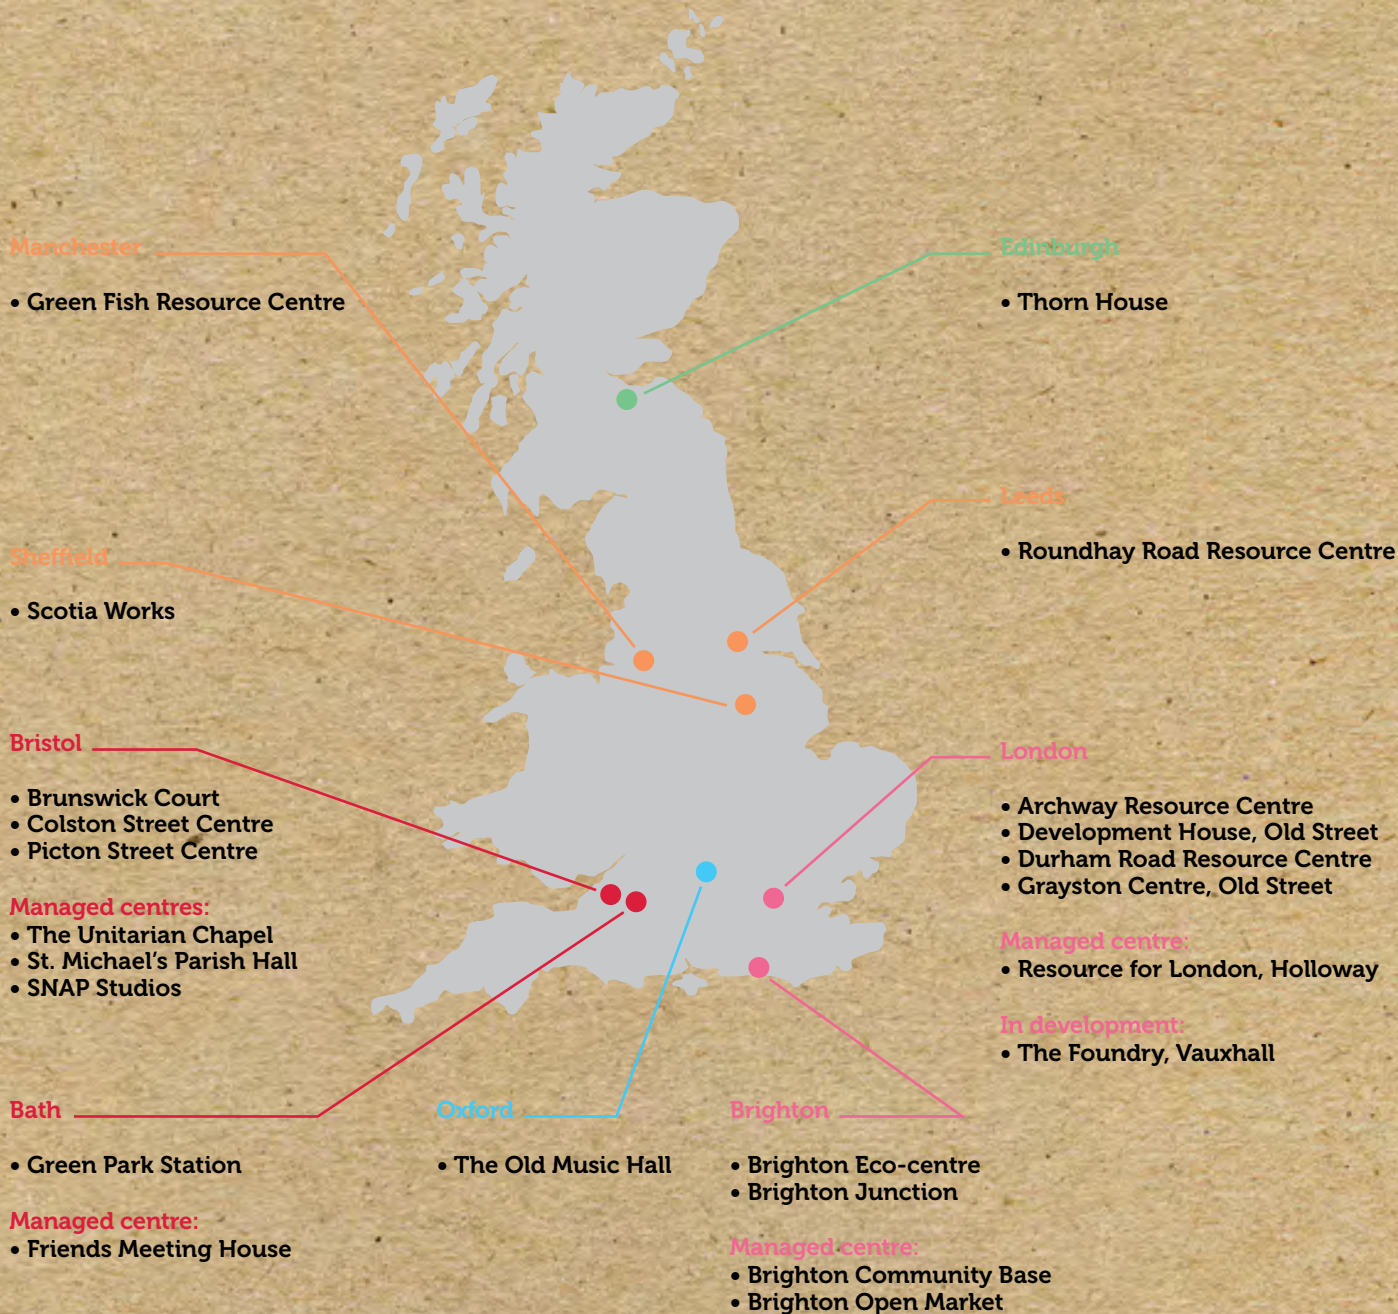 Manchester
• Green Fish Resource Centre
Edinburgh
• Thorn House
Leeds
• Roundhay Road Resource Centre
Sheffield
• Scotia Works
Bristol
• Brunswick Court
• Colston Street Centre
• Picton Street Centre
Managed centres:
• The Unitarian Chapel
• St. Michael’s Parish Hall
• SNAP Studios
London
• Archway Resource Centre
• Development House, Old Street
• Durham Road Resource Centre
• Grayston Centre, Old Street
Managed centre:
• Resource for London, Holloway
In development:
• The Foundry, Vauxhall
Bath
• Green Park Station
Managed centre:
• Friends Meeting House
Oxford
• The Old Music Hall
Brighton
• Brighton Eco-centre
• Brighton Junction
Managed centre:
• Brighton Community Base
• Brighton Open Market